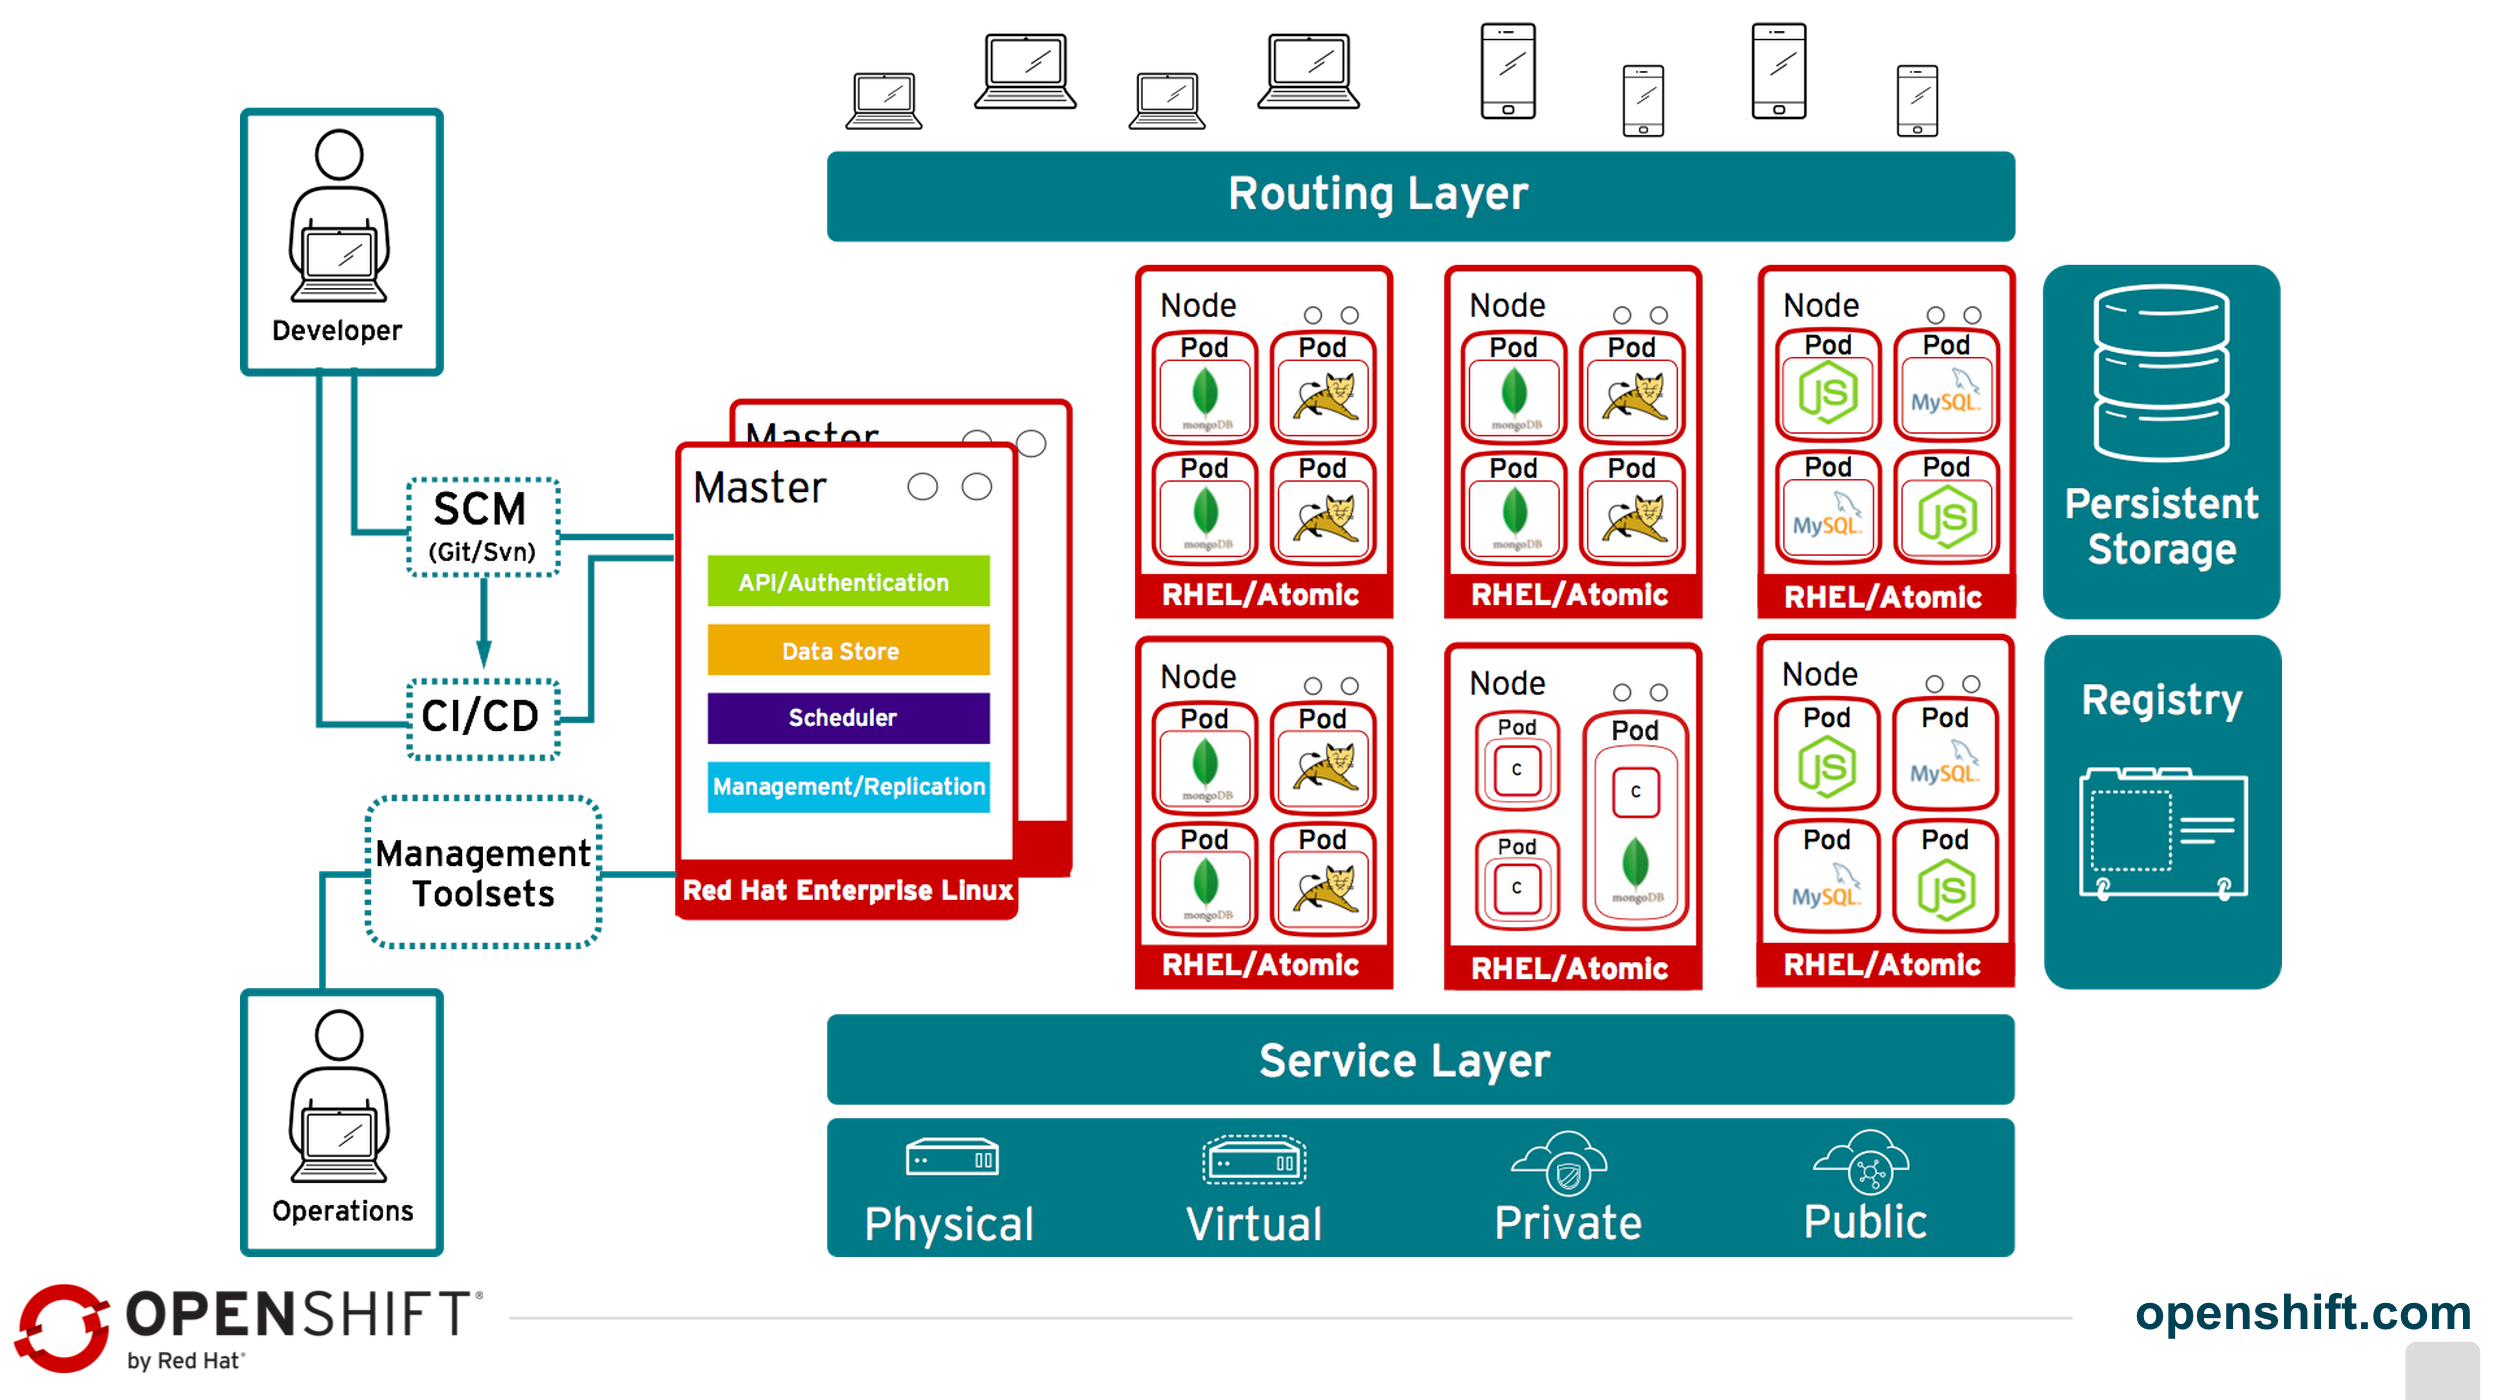 Developer
SCM
(Git/Svn)
CI/CD
Management
Toolsets
Operations
Master
Master
API/Authentication
Data Store
Scheduler
Management/Replication
Red Hat Enterprise Linux
Routing Layer
Node
Pod
mongoDB
Pod
Pod
mongoDB
Pod
RHEL/Atomic
Node
Pod
mongoDB
Pod
Pod
mongoDB
Pod
RHEL/Atomic
Node
Pod
JS
Pod
MySQL
Pod
MySQL
Pod
JS
RHEL/Atomic
Node
Pod
mongoDB
Pod
Pod
mongoDB
Pod
RHEL/Atomic
Node
Pod
C
Pod
C
Pod
C
mongoDB
RHEL/Atomic
Node
Pod
JS
Pod
MySQL
Pod
MySQL
Pod
JS
RHEL/Atomic
Persistent
Storage
Registry
Service Layer
Physical
Virtual
Private
Public
OPENSHIFT®
by Red Hat®
openshift.com